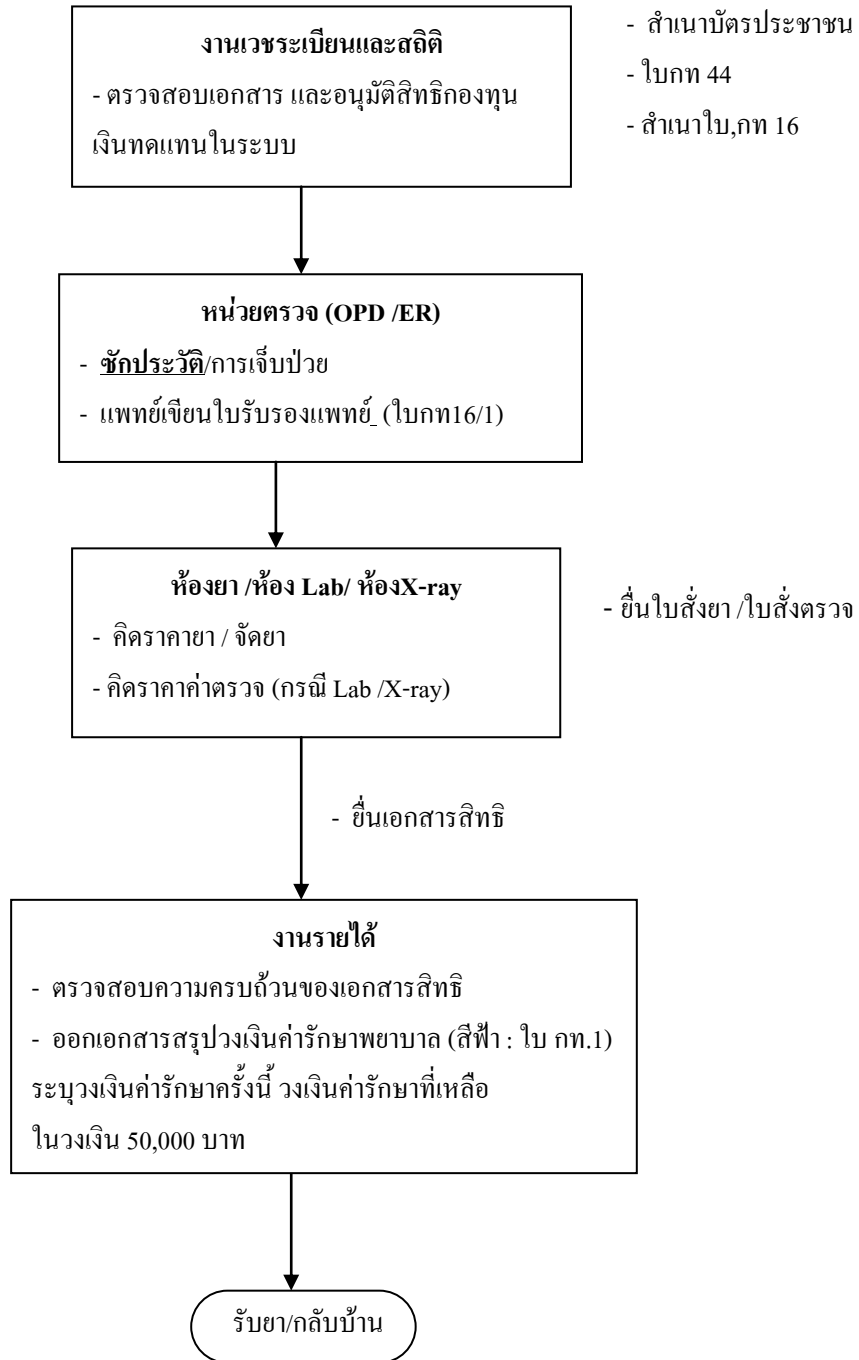 งานเวชระเบียนและสถิติ
- ตรวจสอบเอกสาร และอนุมัติสิทธิกองทุน
เงินทดแทนในระบบ
- สำเนาบัตรประชาชน
- ใบกท 44
- สำเนาใบ,กท 16
หน่วยตรวจ (OPD /ER)
- ซักประวัติ/การเจ็บป่วย
- แพทย์เขียนใบรับรองแพทย์ (ใบกท16/1)
ห้องยา /ห้อง Lab/ ห้องX-ray
- คิดราคายา / จัดยา
- คิดราคาค่าตรวจ (กรณี Lab /X-ray)
- ยื่นใบสั่งยา /ใบสั่งตรวจ
- ยื่นเอกสารสิทธิ
งานรายได้
- ตรวจสอบความครบถ้วนของเอกสารสิทธิ
- ออกเอกสารสรุปวงเงินค่ารักษาพยาบาล (สีฟ้า : ใบ กท.1)
ระบุวงเงินค่ารักษาครั้งนี้ วงเงินค่ารักษาที่เหลือ
ในวงเงิน 50,000 บาท
รับยา/กลับบ้าน